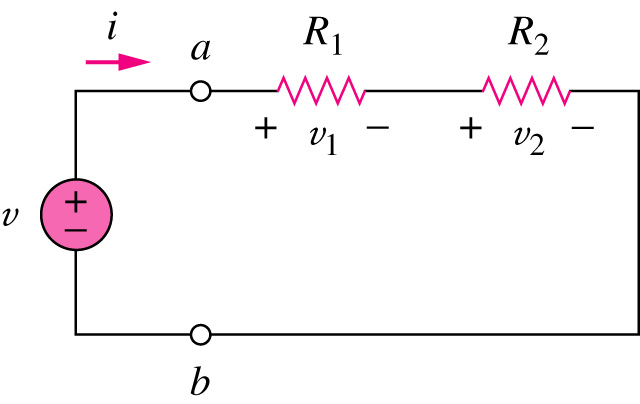 i
a
R₁
R₂
+ v₁ −
+ v₂ −
v
+
−
b